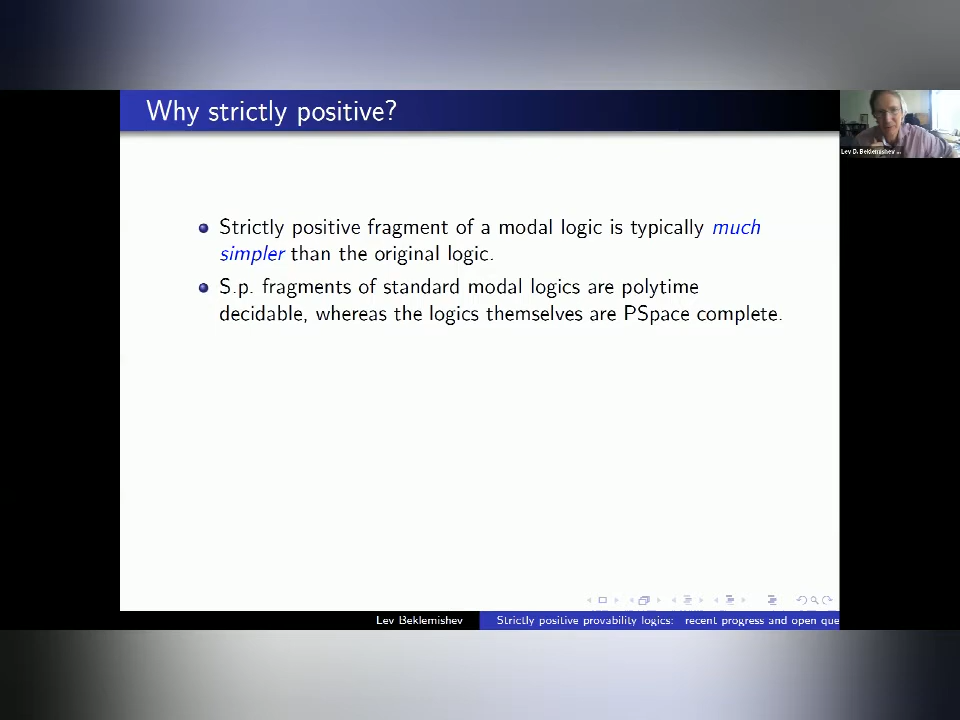 Why strictly positive?
Lev D. Beklemishev ...
Strictly positive fragment of a modal logic is typically much
simpler than the original logic.
S.p. fragments of standard modal logics are polytime
decidable, whereas the logics themselves are PSpace complete.
Lev Beklemishev
Strictly positive provability logics: recent progress and open que